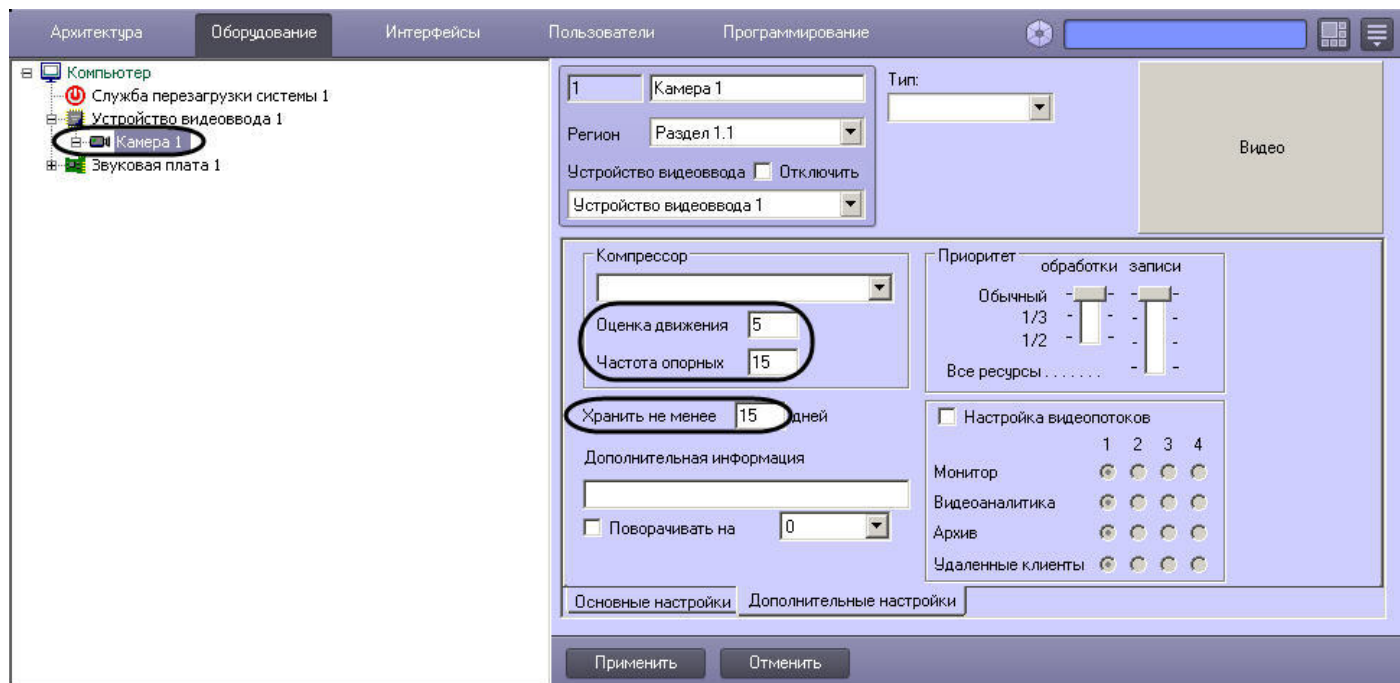 Архитектура Оборудование Интерфейсы Пользователи Программирование
Компьютер
Служба перезагрузки системы 1
Устройство видеоввода 1
Камера 1
Звуковая плата 1
1 Камера 1
Тип:
Регион Раздел 1.1
Устройство видеоввода Отключить
Устройство видеоввода 1
Видео
Компрессор
Оценка движения 5
Частота опорных 15
Хранить не менее 15 дней
Дополнительная информация
Поворачивать на 0
Приоритет обработки записи
Обычный
1/3
1/2
Все ресурсы . . . . . . .
Настройка видеопотоков
1 2 3 4
Монитор
Видеоаналитика
Архив
Удаленные клиенты
Основные настройки Дополнительные настройки
Применить Отменить